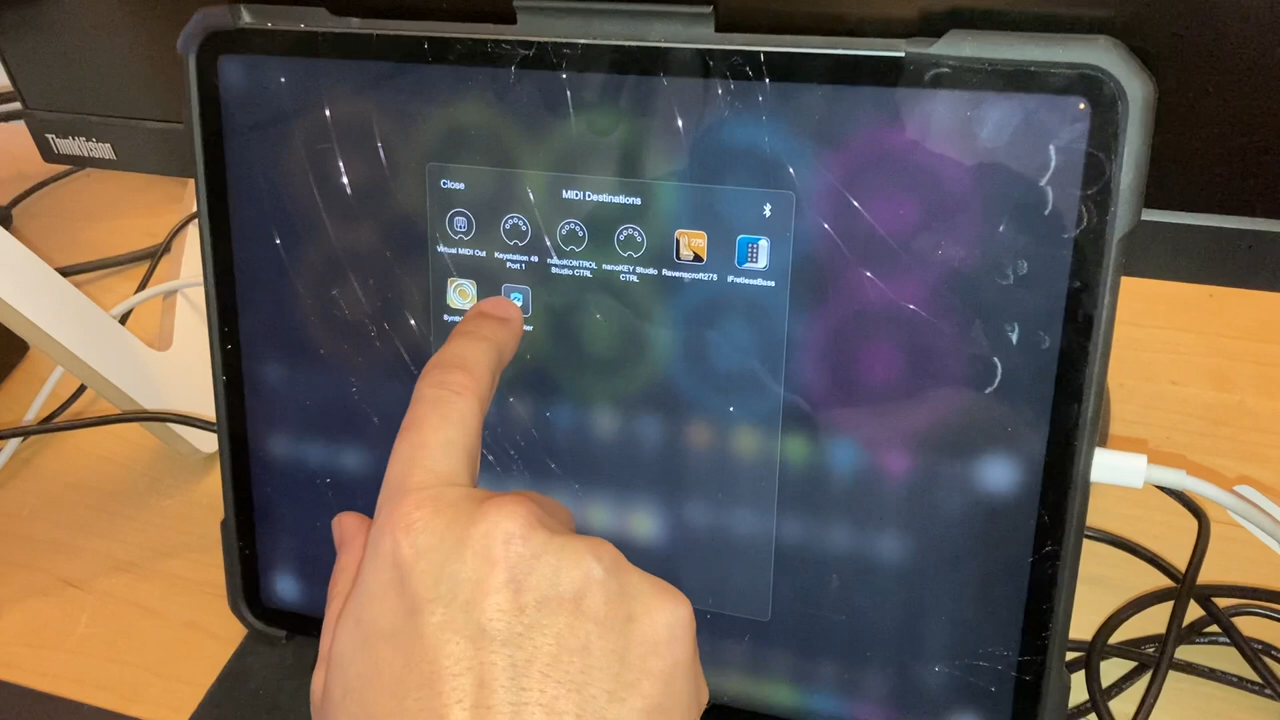 ThinkVision
Close
MIDI Destinations
Virtual MIDI Out
Keystation 49
Port 1
nanoKONTROL
Studio CTRL
nanoKEY Studio
CTRL
275
Ravenscroft275
iFretlessBass